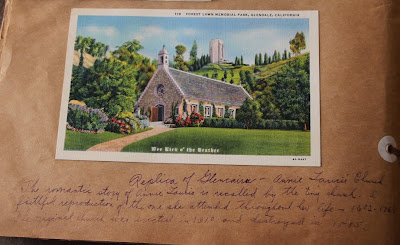 116 FOREST LAWN MEMORIAL PARK, GLENDALE, CALIFORNIA
Wee Kirk o' the Heather
Replica of Glencairn - Annie Laurie's Church
The romantic story of Annie Laurie is recalled by the church. A
faithful reproduction of the one she attended throughout her life -
original church was erected in and destroyed in